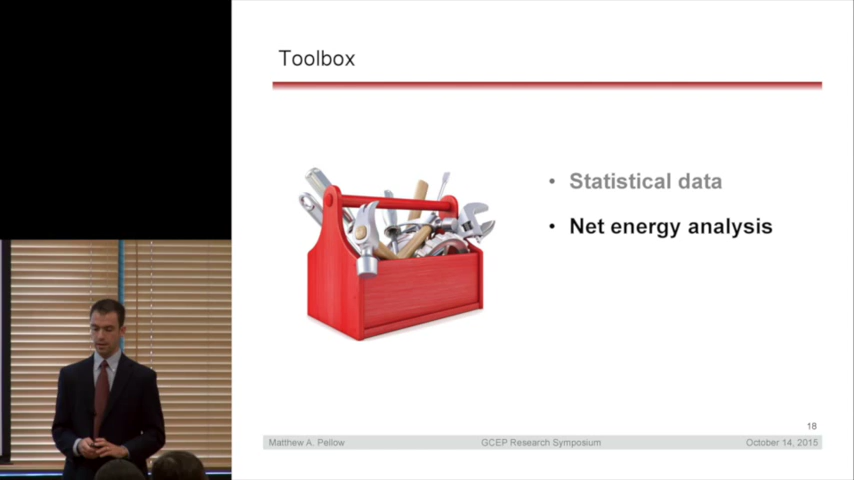 Toolbox
• Statistical data
• Net energy analysis
18
Matthew A. Pellow GCEP Research Symposium October 14, 2015